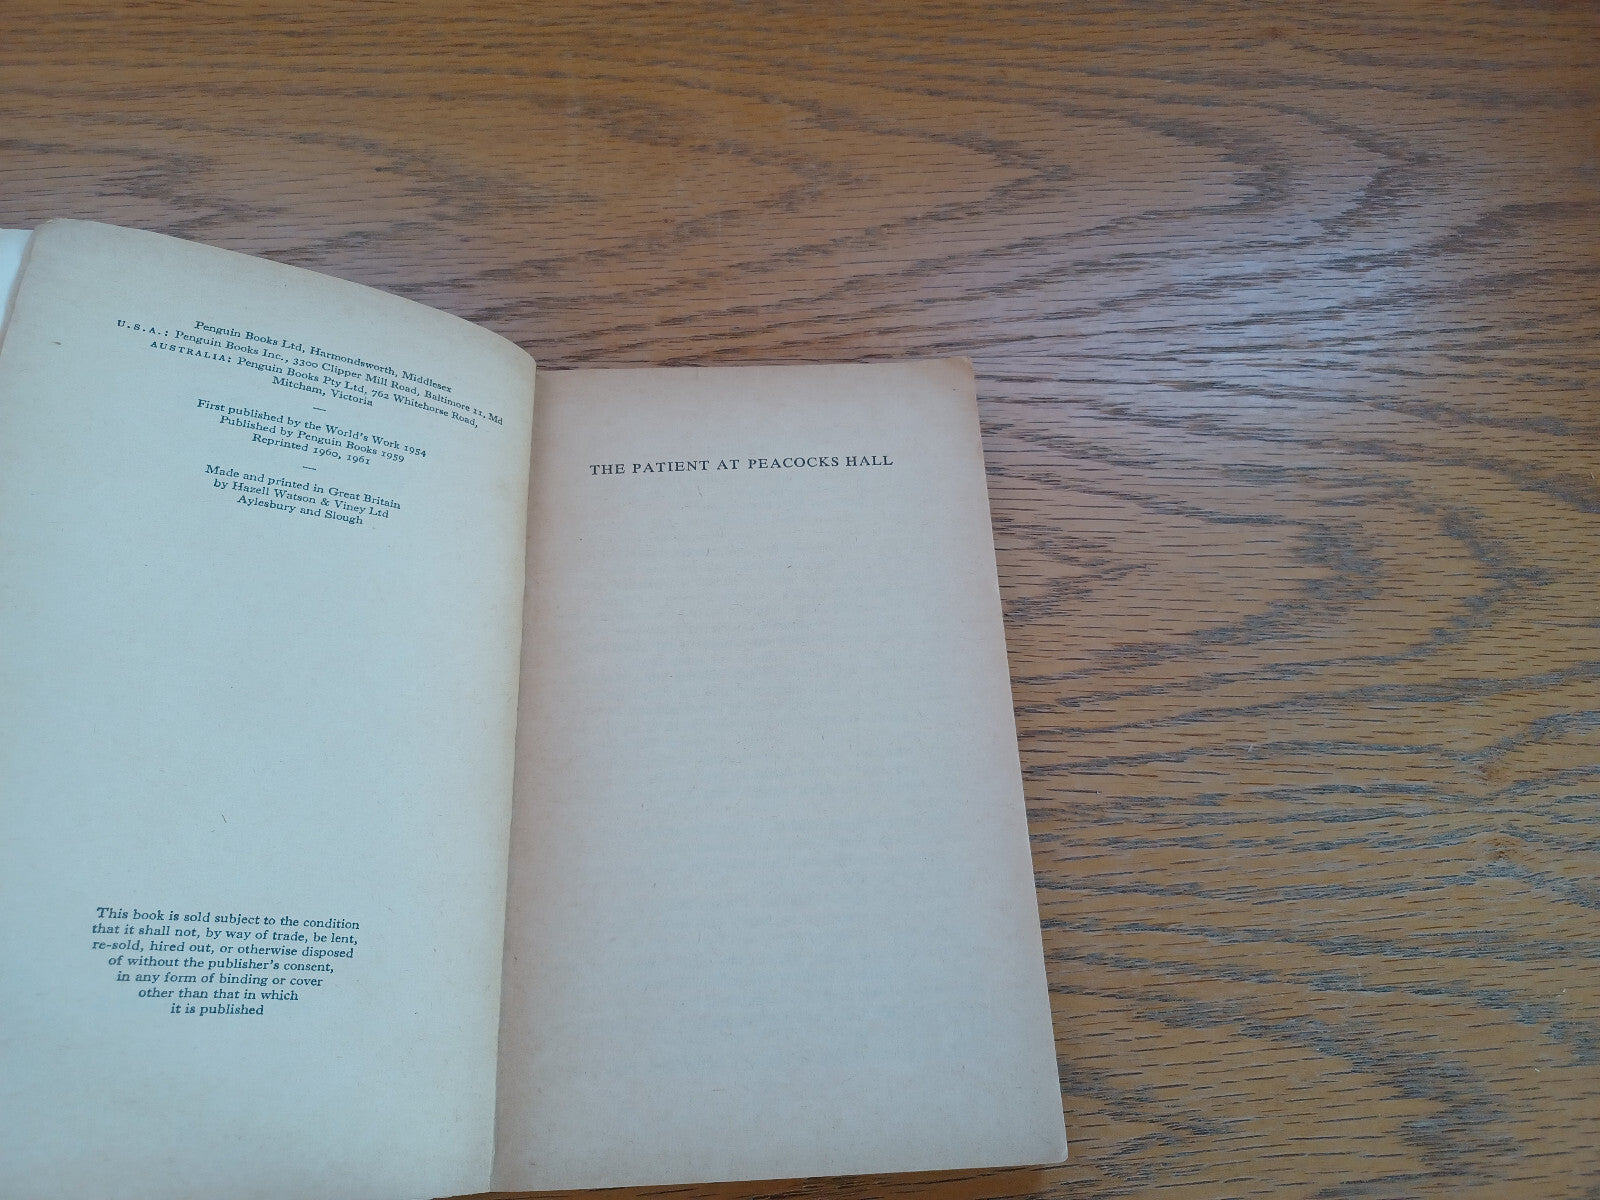 Penguin Books Ltd, Harmondsworth, Middlesex
U.S.A.: Penguin Books Inc., 3300 Clipper Mill Road, Baltimore 11, Md
AUSTRALIA: Penguin Books Pty Ltd, 762 Whitehorse Road,
Mitcham, Victoria
—
First published by the World's Work 1954
Published by Penguin Books 1959
Reprinted 1960, 1961
—
Made and printed in Great Britain
by Hazell Watson & Viney Ltd
Aylesbury and Slough
This book is sold subject to the condition
that it shall not, by way of trade, be lent,
re-sold, hired out, or otherwise disposed
of without the publisher's consent,
in any form of binding or cover
other than that in which
it is published
THE PATIENT AT PEACOCKS HALL